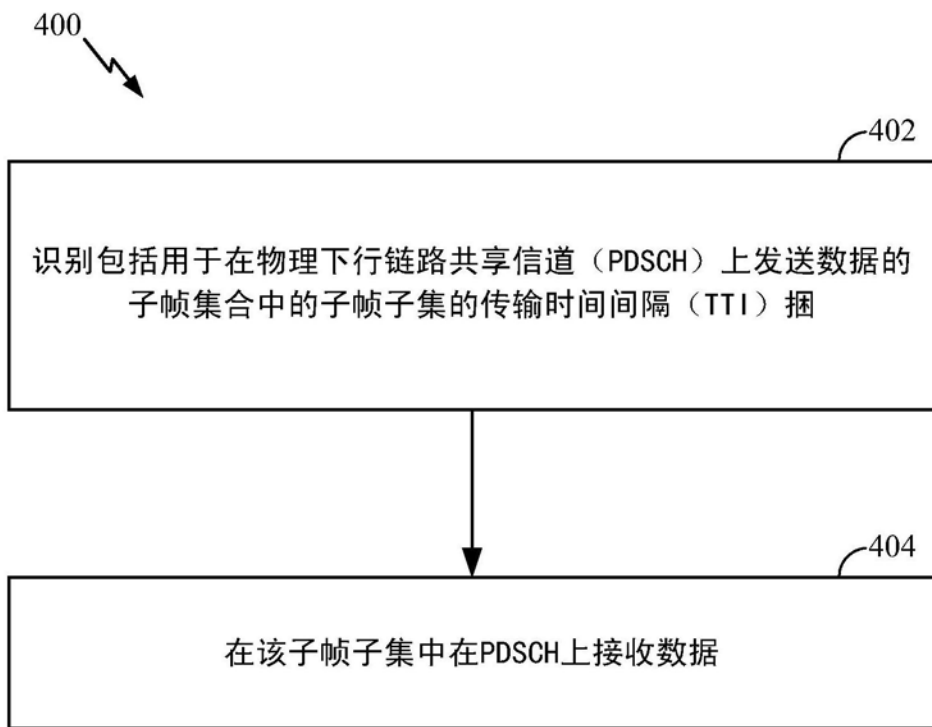 400
402
识别包括用于在物理下行链路共享信道（PDSCH）上发送数据的
子帧集合中的子帧子集的传输时间间隔（TTI）捆
404
在该子帧子集中在PDSCH上接收数据